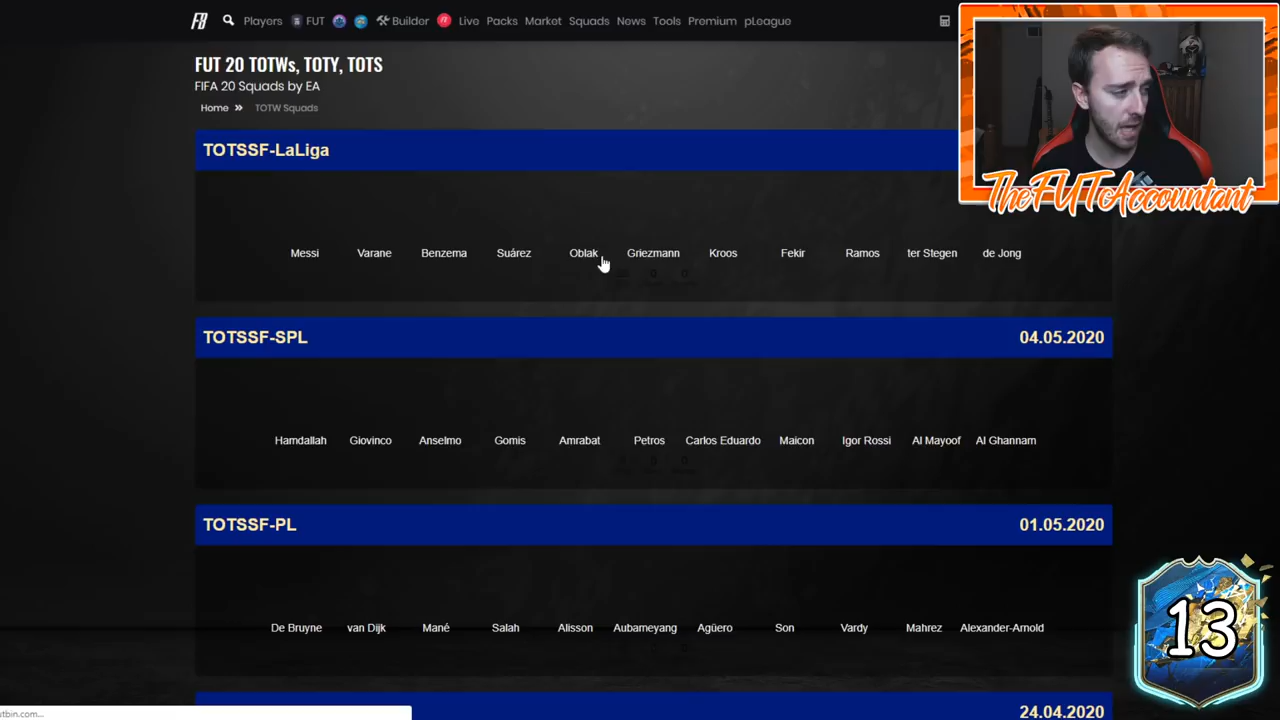 FB Players FUT Builder Live Packs Market Squads News Tools Premium pLeague
FUT 20 TOTWs, TOTY, TOTS
FIFA 20 Squads by EA
Home » TOTW Squads
TheFUTAccountant
TOTSSF-LaLiga
Messi Varane Benzema Suárez Oblak Griezmann Kroos Fekir Ramos ter Stegen de Jong
TOTSSF-SPL 04.05.2020
Hamdallah Giovinco Anselmo Gomis Amrabat Petros Carlos Eduardo Maicon Igor Rossi Al Mayoof Al Ghannam
TOTSSF-PL 01.05.2020
De Bruyne van Dijk Mané Salah Alisson Aubameyang Agüero Son Vardy Mahrez Alexander-Arnold
13
24.04.2020
utbin.com...